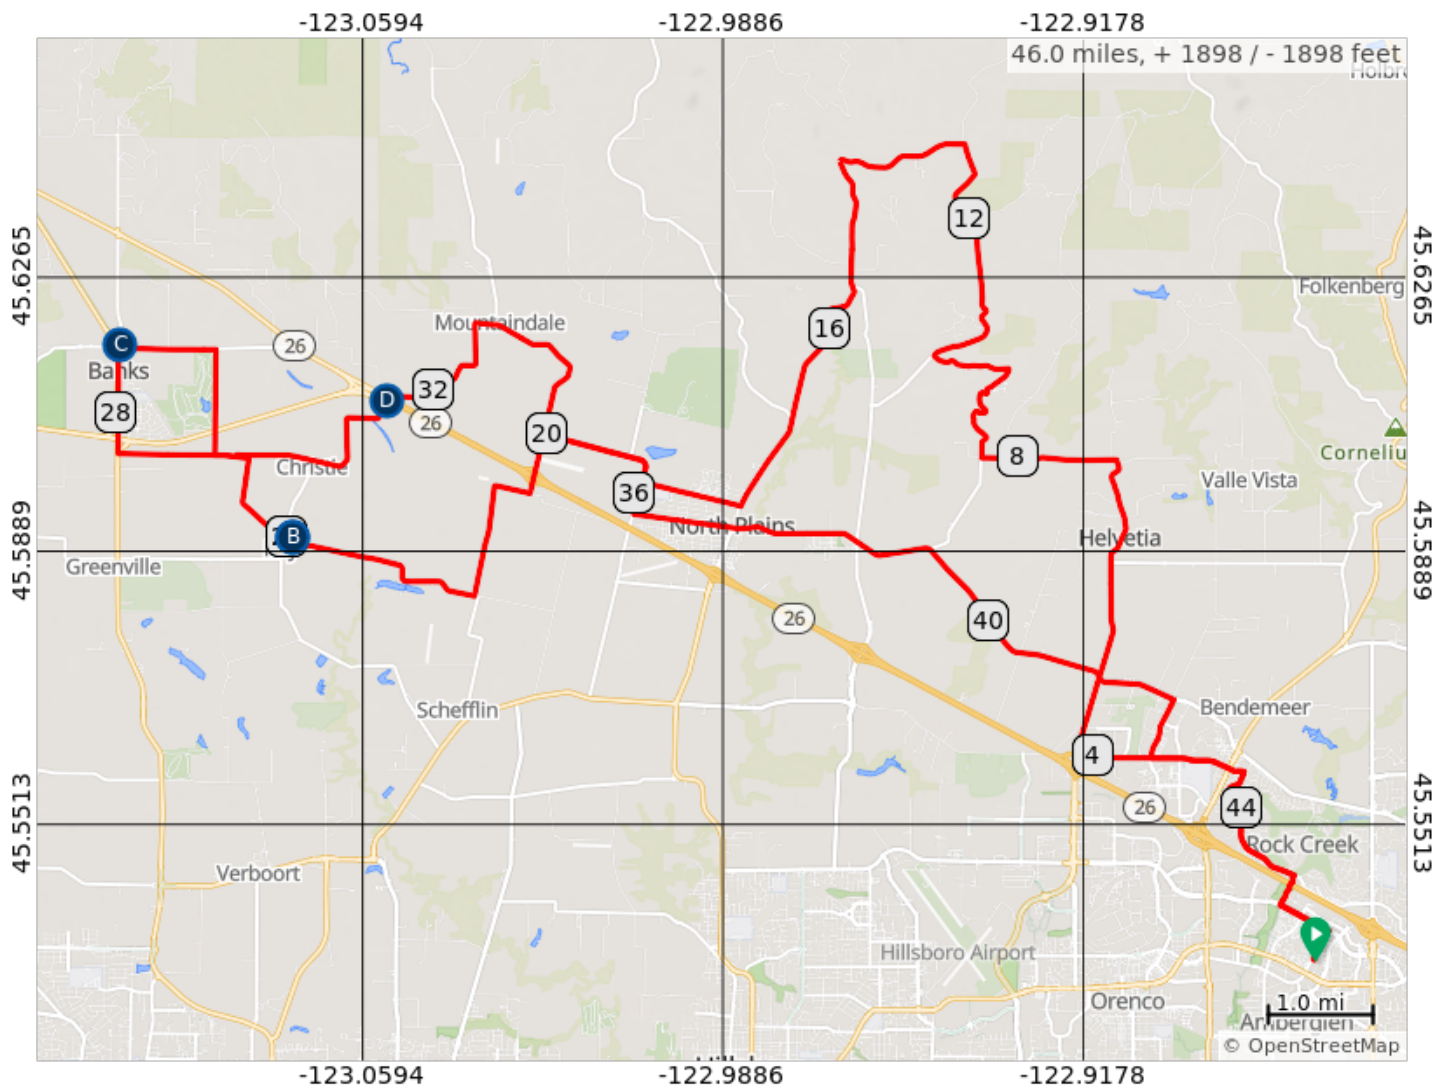 -123.0594 -122.9886 -122.9178
46.0 miles, + 1898 / - 1898 feet
45.6265
45.6265
Folkenberg
12
Mountaindale
16
26
C
Banks
32
D
28
26
20
Cornelius
8
Christie
Valle Vista
36
North Plains
B
Helvetia
45.5889
45.5889
Greenville
26
40
Schefflin
Bendemeer
4
26
44
45.5513
45.5513
Rock Creek
Verboort
Hillsboro Airport
Orenco
1.0 mi
Amberglen
© OpenStreetMap
-123.0594 -122.9886 -122.9178